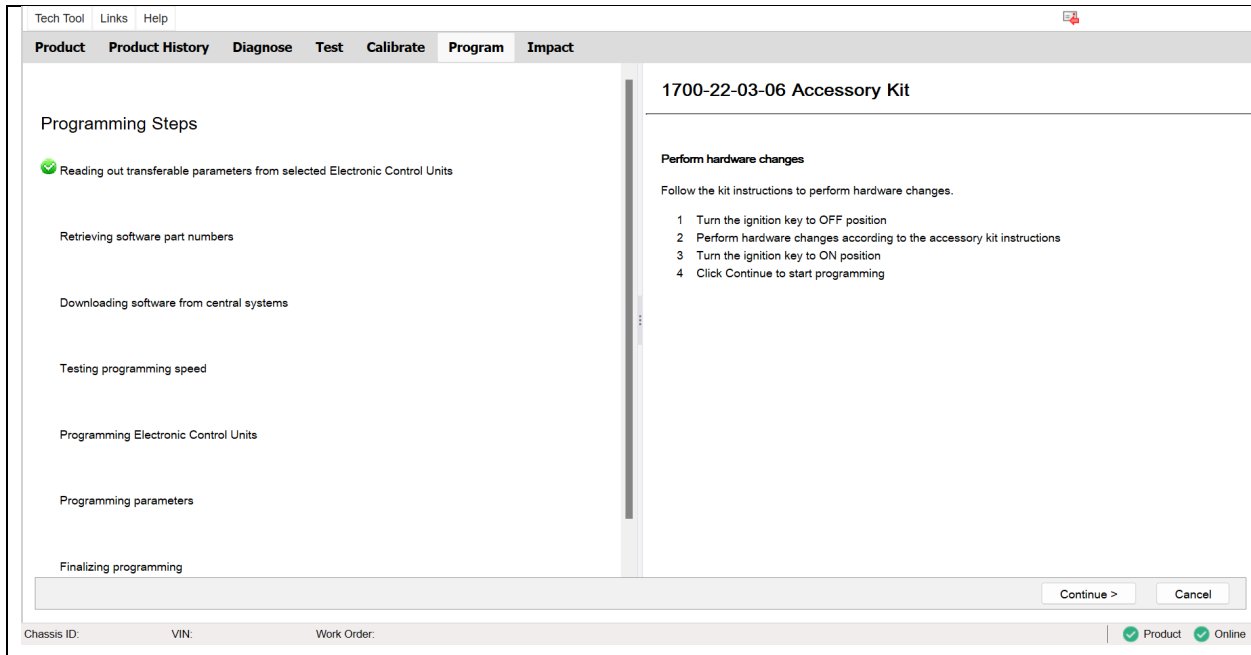 Tech Tool Links Help
Product Product History Diagnose Test Calibrate Program Impact
Programming Steps
Reading out transferable parameters from selected Electronic Control Units
Retrieving software part numbers
Downloading software from central systems
Testing programming speed
Programming Electronic Control Units
Programming parameters
Finalizing programming
1700-22-03-06 Accessory Kit
Perform hardware changes
Follow the kit instructions to perform hardware changes.
1 Turn the ignition key to OFF position
2 Perform hardware changes according to the accessory kit instructions
3 Turn the ignition key to ON position
4 Click Continue to start programming
Continue > Cancel
Chassis ID: VIN: Work Order: Product Online